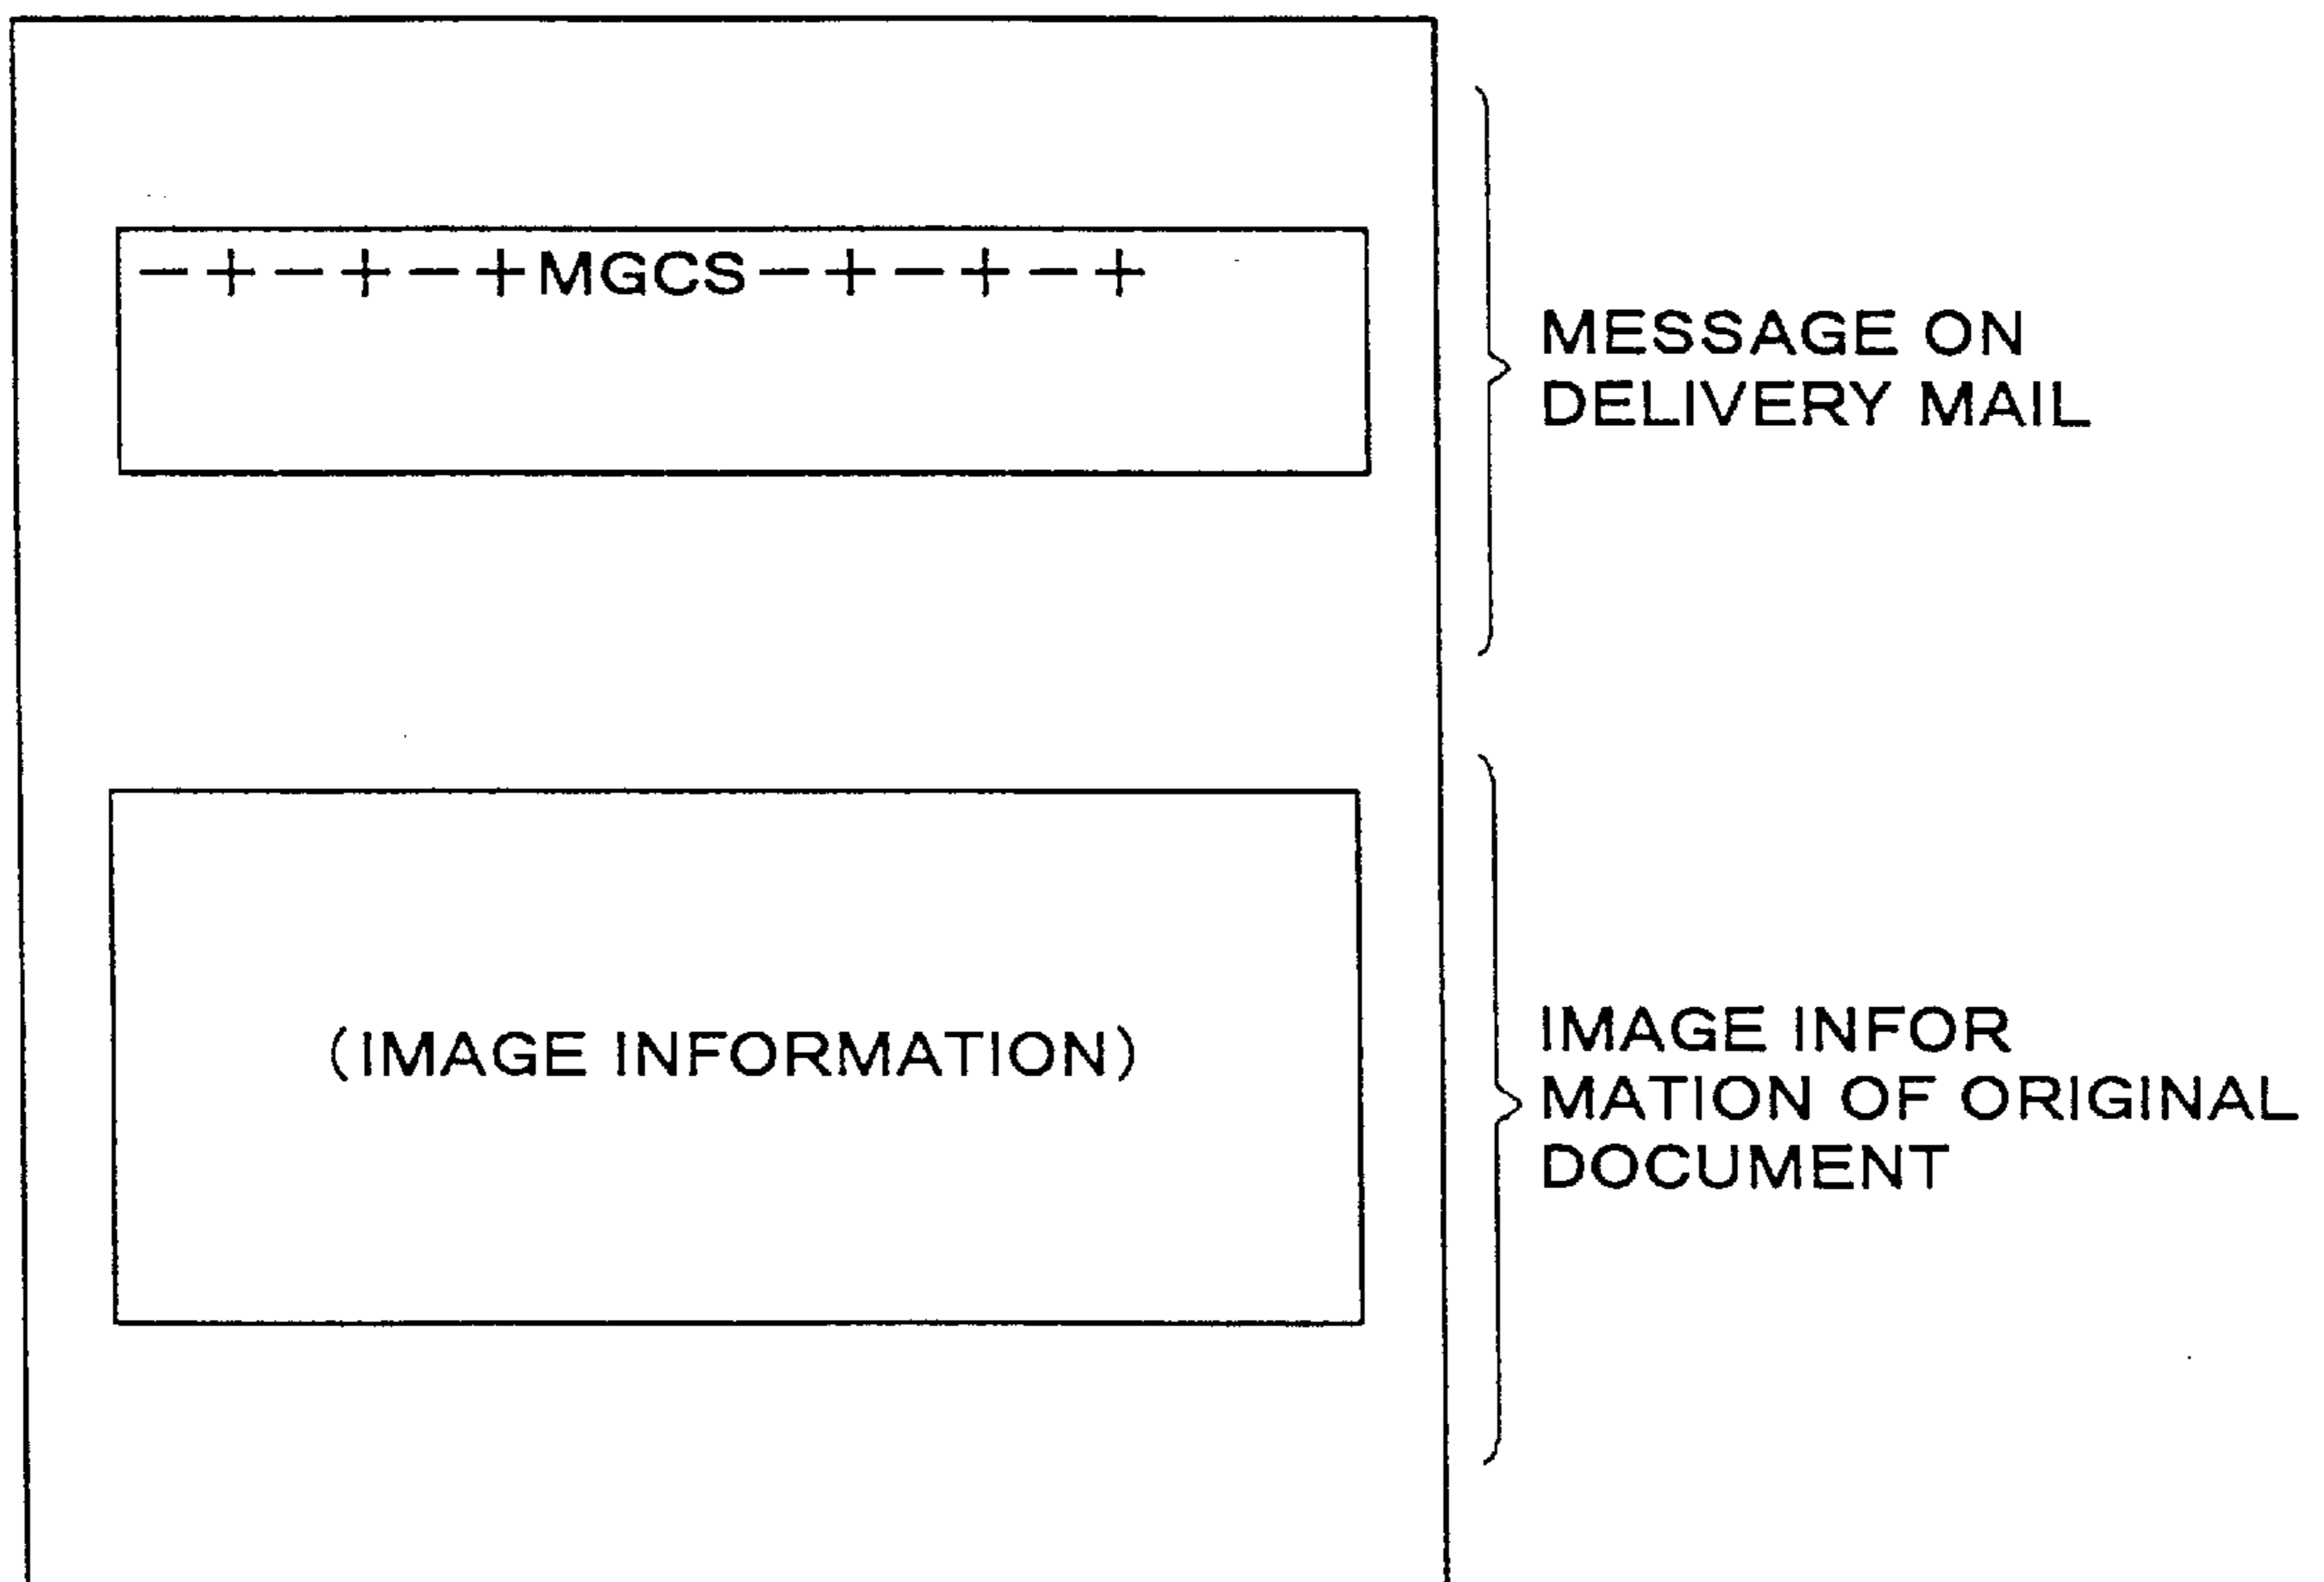 —+—+—+MGCS—+—+—+
MESSAGE ON
DELIVERY MAIL
(IMAGE INFORMATION)
IMAGE INFOR
MATION OF ORIGINAL
DOCUMENT